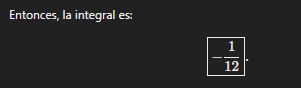 Entonces, la integral es:
−1/12.